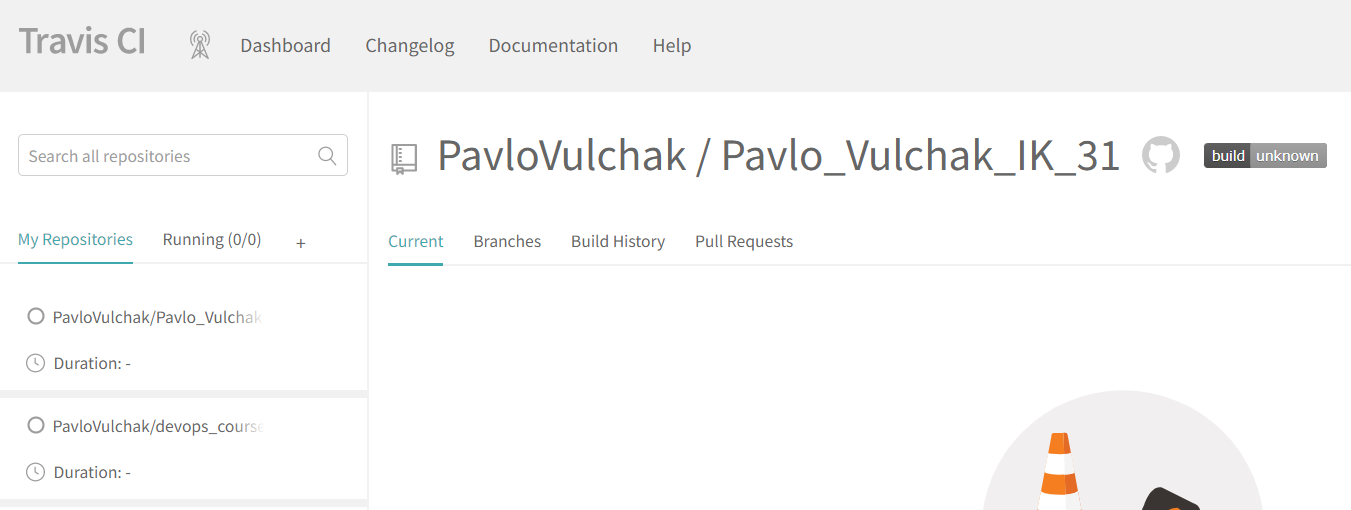 Travis CI Dashboard Changelog Documentation Help
Search all repositories
PavloVulchak / Pavlo_Vulchak_IK_31 build unknown
My Repositories Running (0/0) +
Current Branches Build History Pull Requests
PavloVulchak/Pavlo_Vulchak
Duration: -
PavloVulchak/devops_course
Duration: -